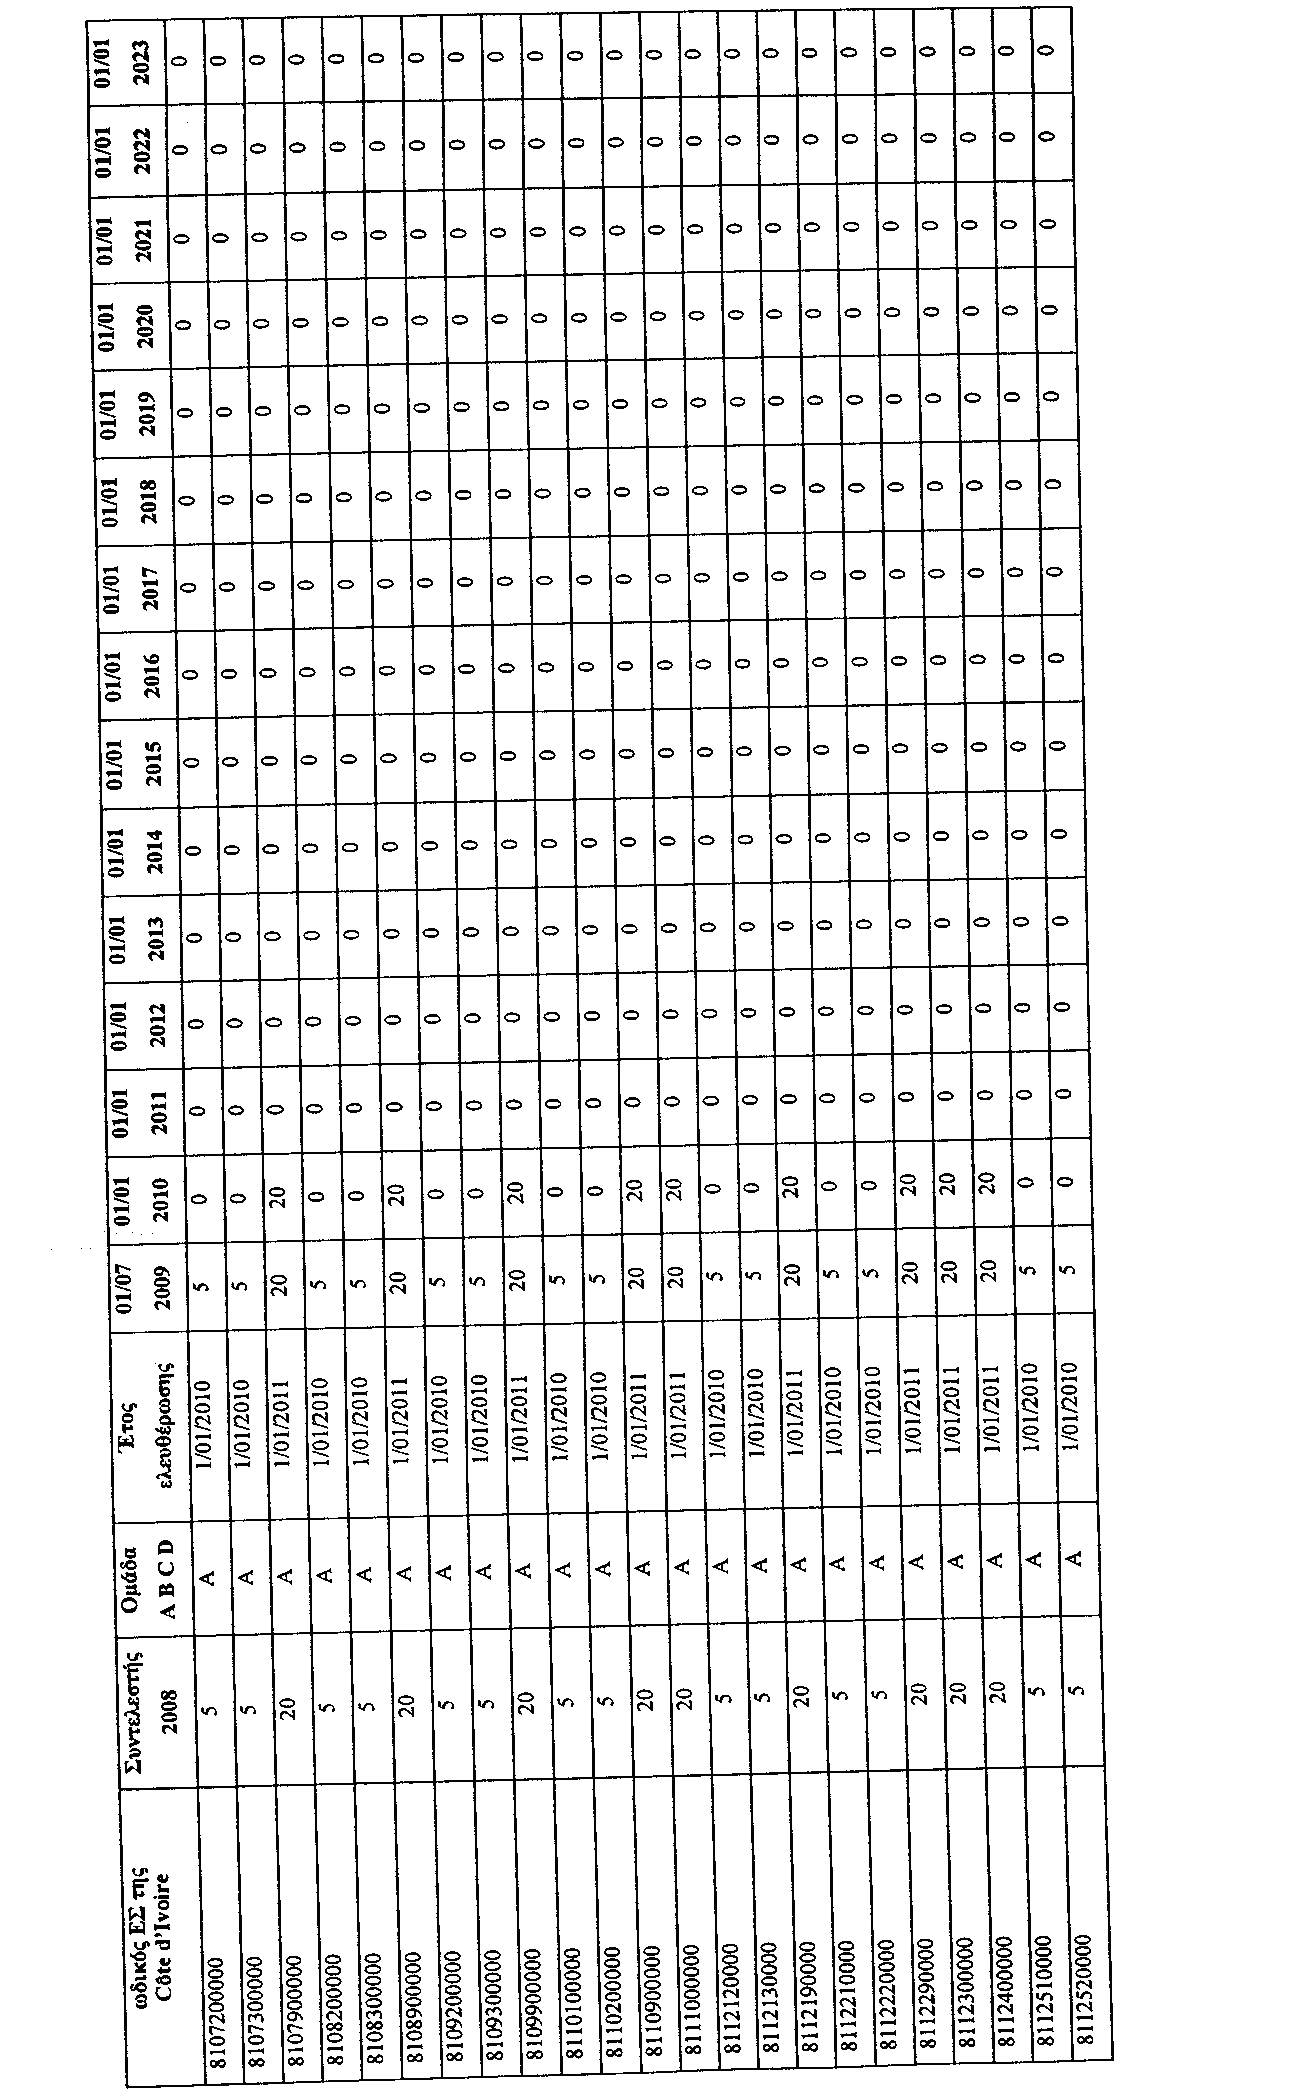 ωδικός ΕΣ της Συντελεστής Ομάδα Έτος 01/07 01/01 01/01 01/01 01/01 01/01 01/01 01/01 01/01 01/01 01/01 01/01 01/01 01/01 01/01
Côte d'Ivoire 2008 A B C D ελευθέρωσης 2009 2010 2011 2012 2013 2014 2015 2016 2017 2018 2019 2020 2021 2022 2023
8107200000 5 A 1/01/2010 5 0 0 0 0 0 0 0 0 0 0 0 0 0 0
8107300000 5 A 1/01/2010 5 0 0 0 0 0 0 0 0 0 0 0 0 0 0
8107900000 20 A 1/01/2011 20 20 0 0 0 0 0 0 0 0 0 0 0 0 0
8108200000 5 A 1/01/2010 5 0 0 0 0 0 0 0 0 0 0 0 0 0 0
8108300000 5 A 1/01/2010 5 0 0 0 0 0 0 0 0 0 0 0 0 0 0
8108900000 20 A 1/01/2011 20 20 0 0 0 0 0 0 0 0 0 0 0 0 0
8109200000 5 A 1/01/2010 5 0 0 0 0 0 0 0 0 0 0 0 0 0 0
8109300000 5 A 1/01/2010 5 0 0 0 0 0 0 0 0 0 0 0 0 0 0
8109900000 20 A 1/01/2011 20 20 0 0 0 0 0 0 0 0 0 0 0 0 0
8110100000 5 A 1/01/2010 5 0 0 0 0 0 0 0 0 0 0 0 0 0 0
8110200000 5 A 1/01/2010 5 0 0 0 0 0 0 0 0 0 0 0 0 0 0
8110900000 20 A 1/01/2011 20 20 0 0 0 0 0 0 0 0 0 0 0 0 0
8111000000 20 A 1/01/2011 20 20 0 0 0 0 0 0 0 0 0 0 0 0 0
8112120000 5 A 1/01/2010 5 0 0 0 0 0 0 0 0 0 0 0 0 0 0
8112130000 5 A 1/01/2010 5 0 0 0 0 0 0 0 0 0 0 0 0 0 0
8112190000 20 A 1/01/2011 20 20 0 0 0 0 0 0 0 0 0 0 0 0 0
8112210000 5 A 1/01/2010 5 0 0 0 0 0 0 0 0 0 0 0 0 0 0
8112220000 5 A 1/01/2010 5 0 0 0 0 0 0 0 0 0 0 0 0 0 0
8112290000 20 A 1/01/2011 20 20 0 0 0 0 0 0 0 0 0 0 0 0 0
8112300000 20 A 1/01/2011 20 20 0 0 0 0 0 0 0 0 0 0 0 0 0
8112400000 20 A 1/01/2011 20 20 0 0 0 0 0 0 0 0 0 0 0 0 0
8112510000 5 A 1/01/2010 5 0 0 0 0 0 0 0 0 0 0 0 0 0 0
8112520000 5 A 1/01/2010 5 0 0 0 0 0 0 0 0 0 0 0 0 0 0